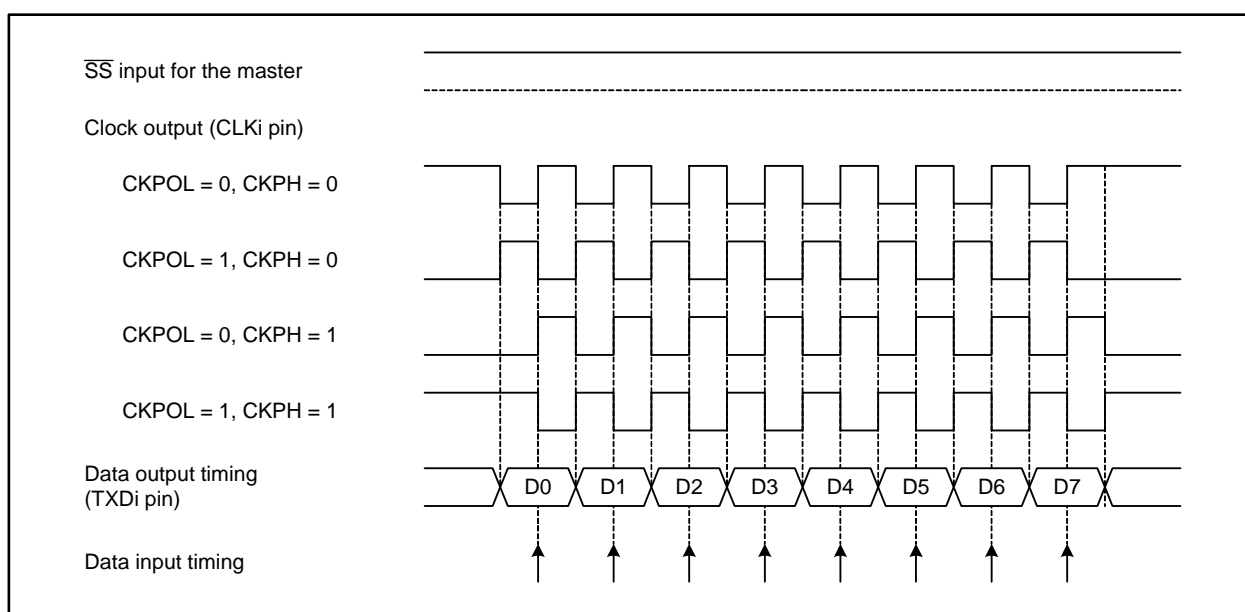 S̅S̅ input for the master
Clock output (CLKi pin)
CKPOL = 0, CKPH = 0
CKPOL = 1, CKPH = 0
CKPOL = 0, CKPH = 1
CKPOL = 1, CKPH = 1
Data output timing
(TXDi pin)
D0 D1 D2 D3 D4 D5 D6 D7
Data input timing